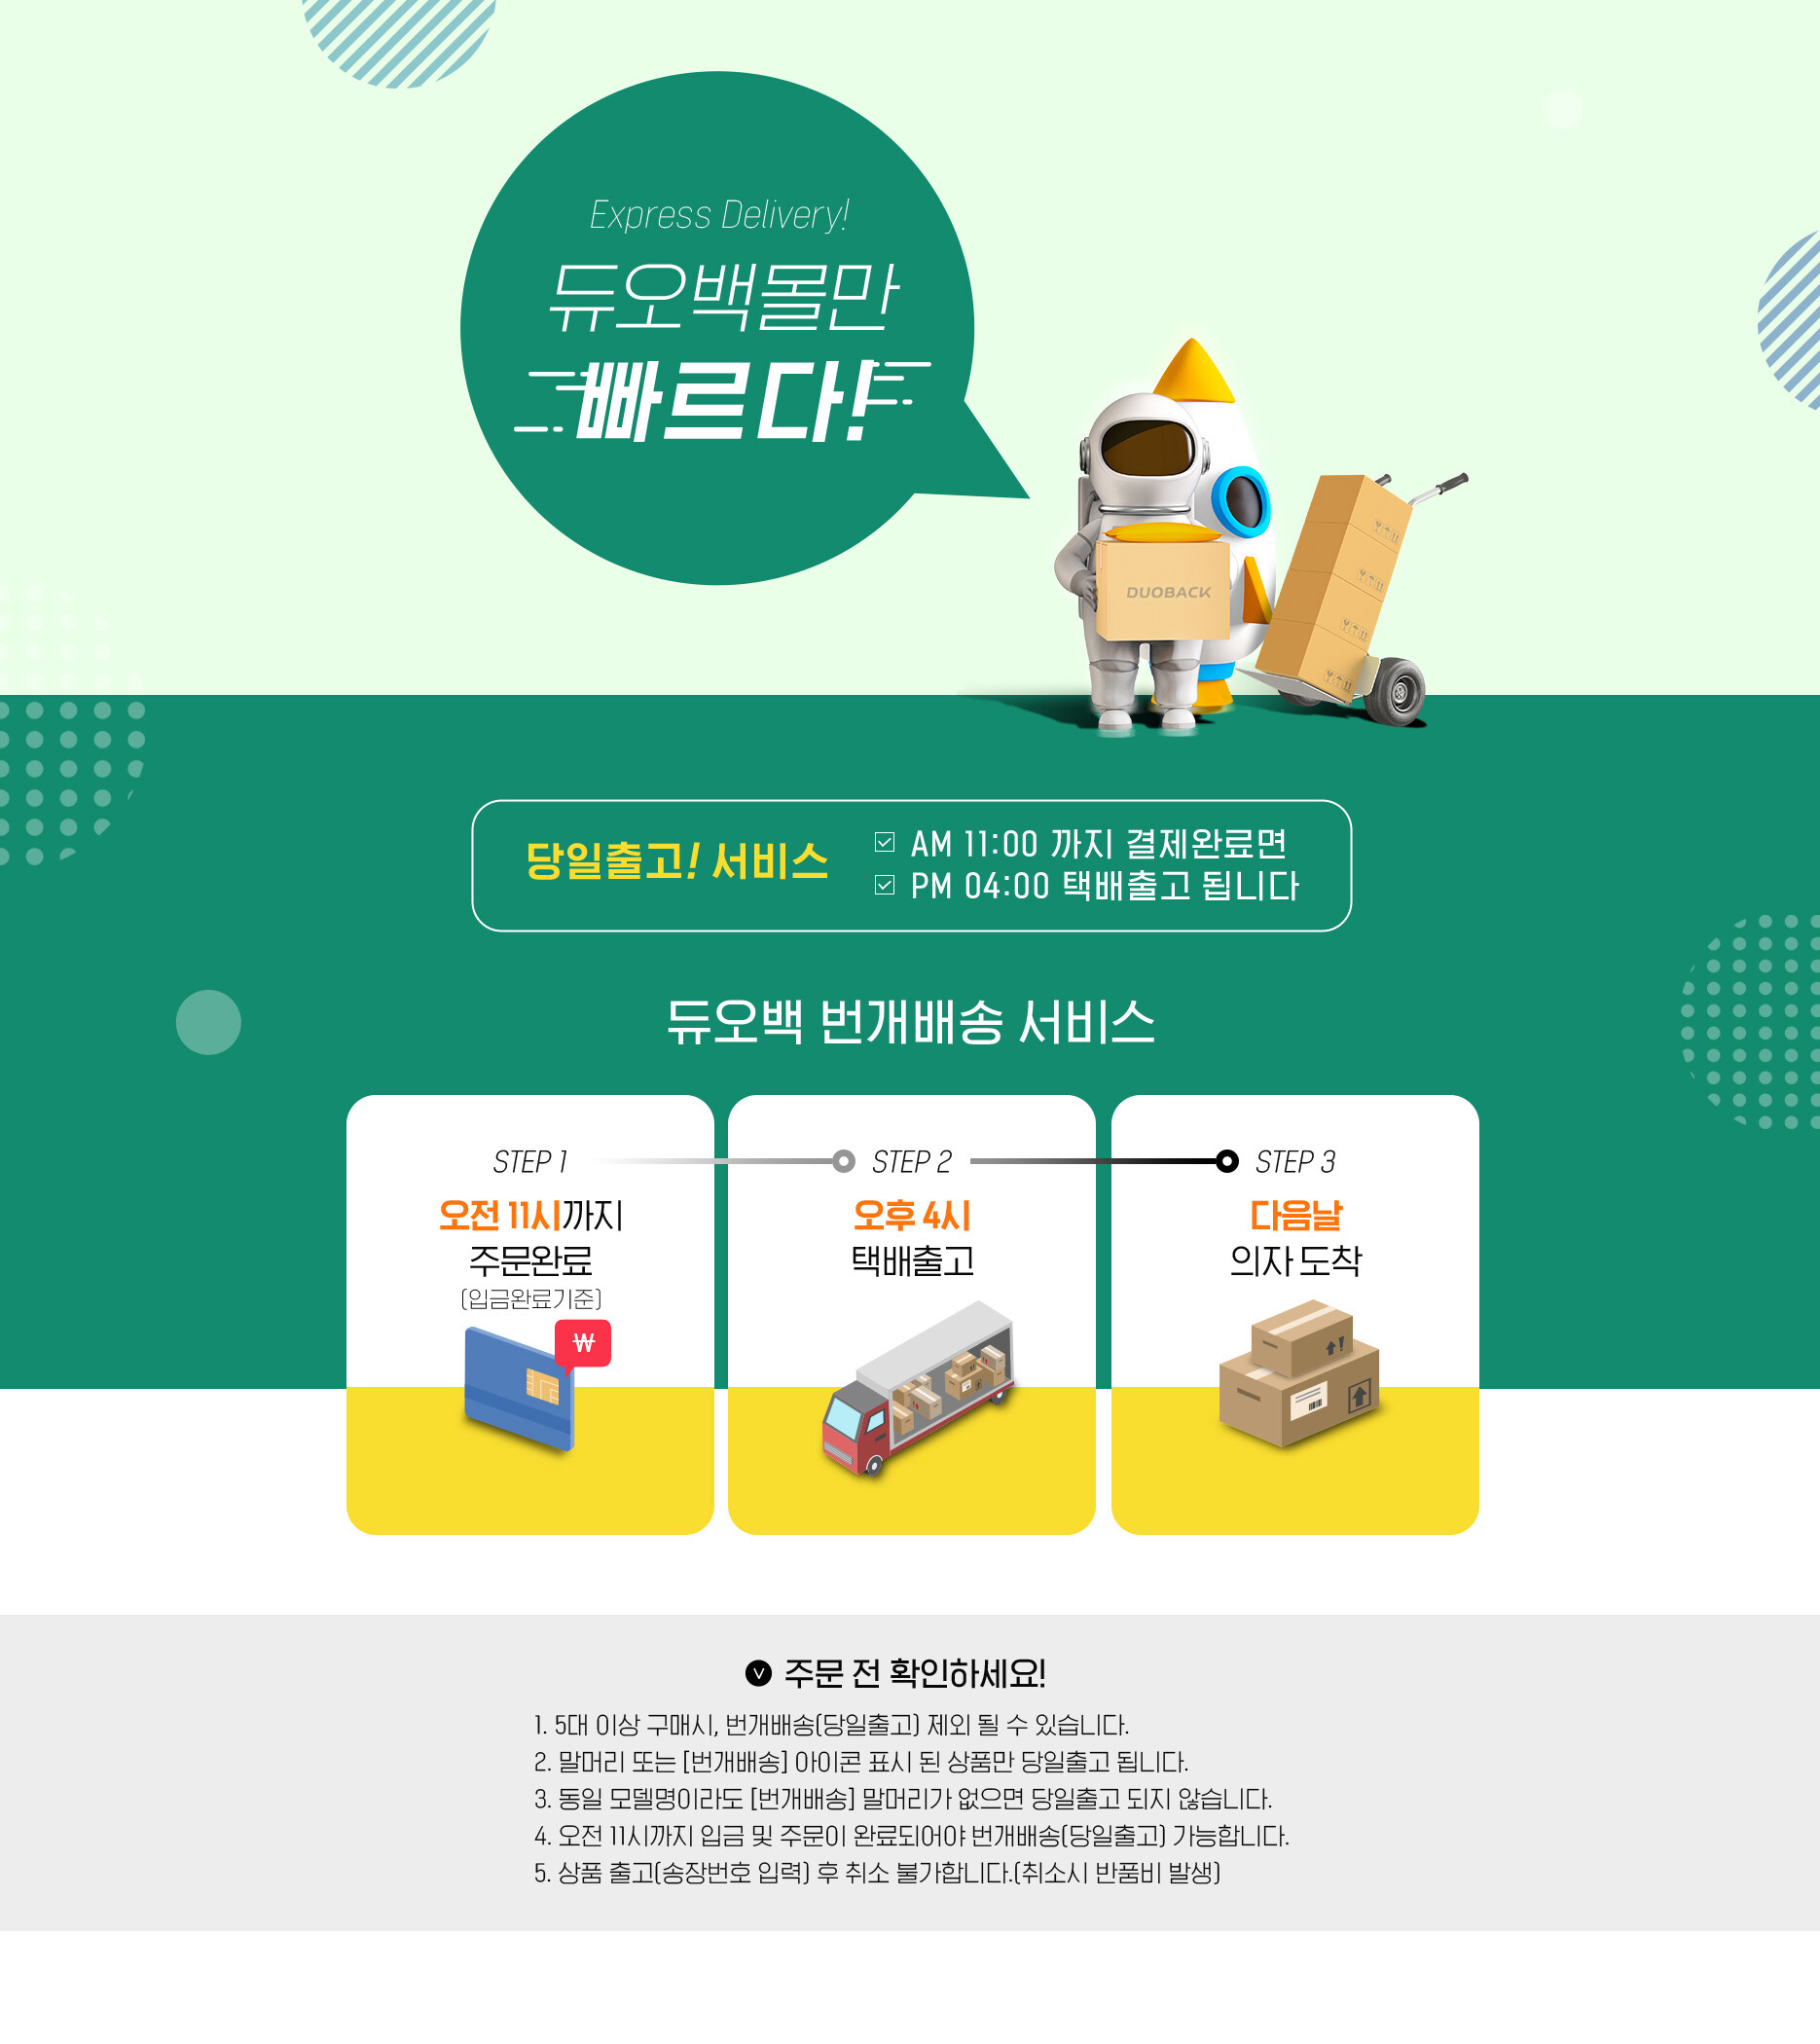 Express Delivery!
듀오백몰만
빠르다!
DUOBACK
당일출고! 서비스
AM 11:00 까지 결제완료면
PM 04:00 택배출고 됩니다
듀오백 번개배송 서비스
STEP 1
오전 11시까지
주문완료
(입금완료기준)
₩
STEP 2
오후 4시
택배출고
STEP 3
다음날
의자 도착
주문 전 확인하세요!
1. 5대 이상 구매시, 번개배송(당일출고) 제외 될 수 있습니다.
2. 말머리 또는 [번개배송] 아이콘 표시 된 상품만 당일출고 됩니다.
3. 동일 모델명이라도 [번개배송] 말머리가 없으면 당일출고 되지 않습니다.
4. 오전 11시까지 입금 및 주문이 완료되어야 번개배송(당일출고) 가능합니다.
5. 상품 출고(송장번호 입력) 후 취소 불가합니다.(취소시 반품비 발생)